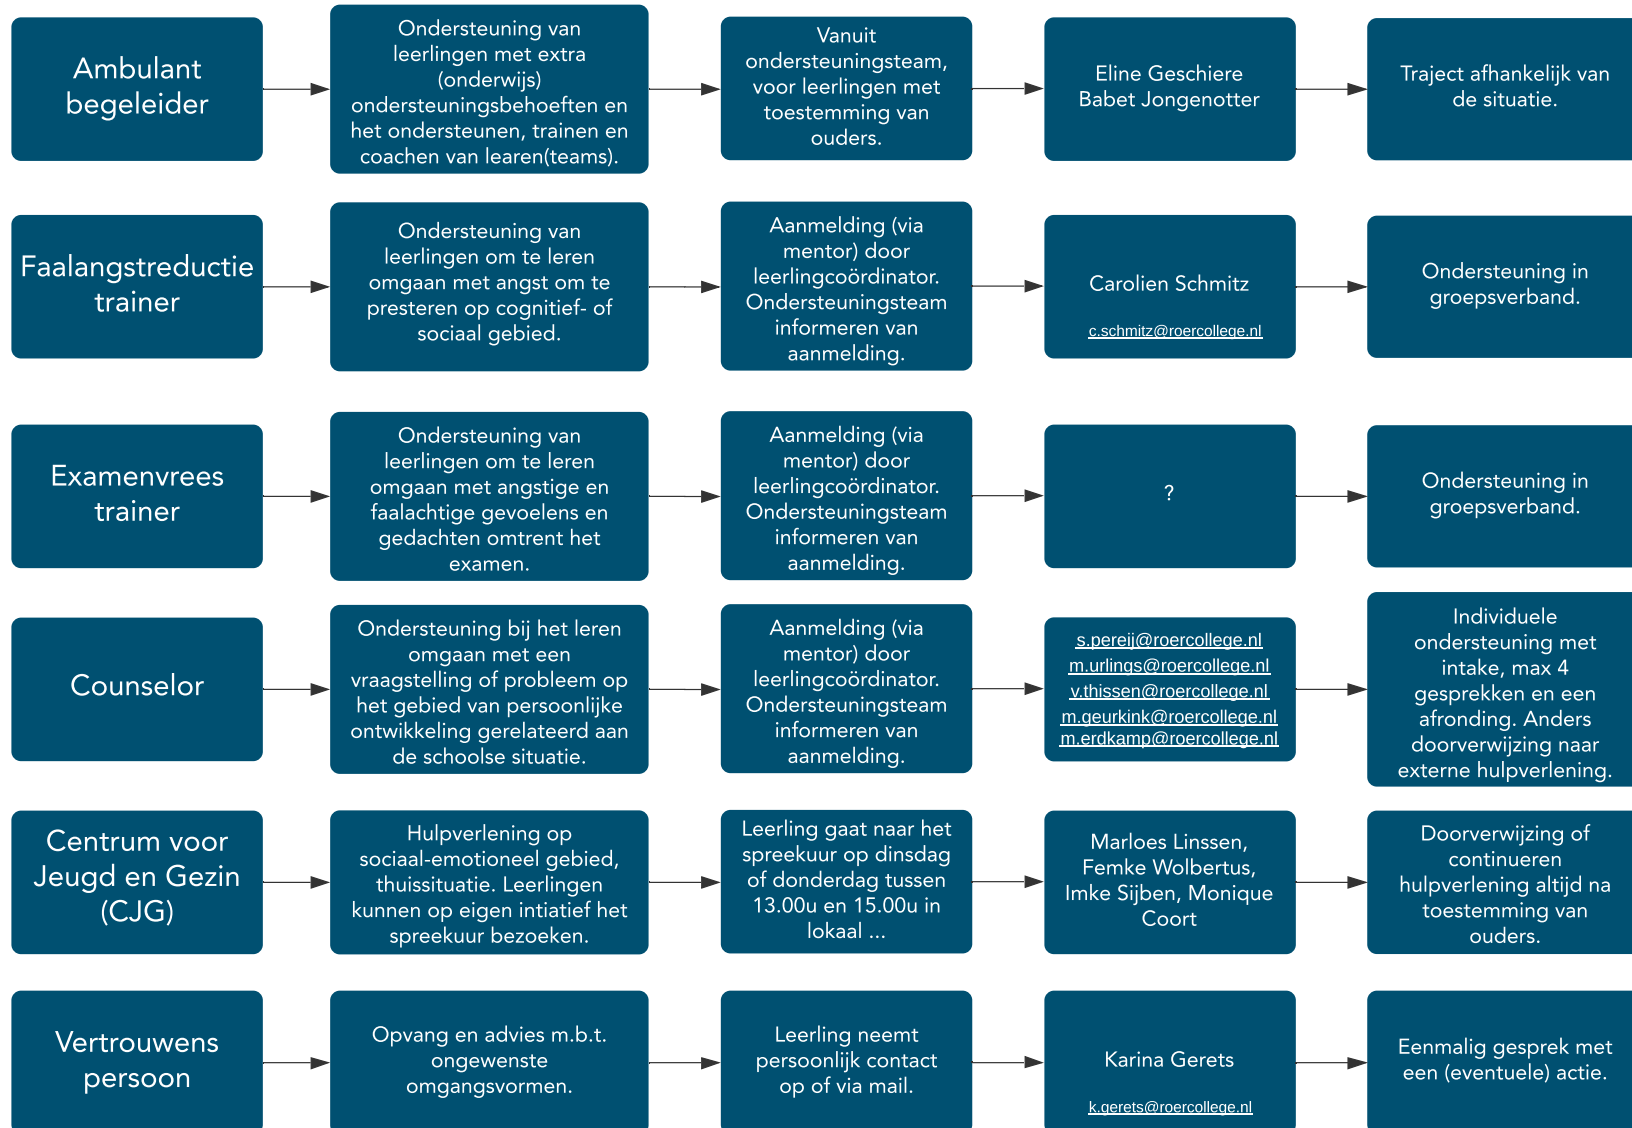 Ambulant
begeleider
Ondersteuning van
leerlingen met extra
(onderwijs)
ondersteuningsbehoeften en
het ondersteunen, trainen en
coachen van learen(teams).
Vanuit
ondersteuningsteam,
voor leerlingen met
toestemming van
ouders.
Eline Geschiere
Babet Jongenotter
Traject afhankelijk van
de situatie.
Faalangstreductie
trainer
Ondersteuning van
leerlingen om te leren
omgaan met angst om te
presteren op cognitief- of
sociaal gebied.
Aanmelding (via
mentor) door
leerlingcoördinator.
Ondersteuningsteam
informeren van
aanmelding.
Carolien Schmitz
c.schmitz@roercollege.nl
Ondersteuning in
groepsverband.
Examenvrees
trainer
Ondersteuning van
leerlingen om te leren
omgaan met angstige en
faalachtige gevoelens en
gedachten omtrent het
examen.
Aanmelding (via
mentor) door
leerlingcoördinator.
Ondersteuningsteam
informeren van
aanmelding.
?
Ondersteuning in
groepsverband.
Counselor
Ondersteuning bij het leren
omgaan met een
vraagstelling of probleem op
het gebied van persoonlijke
ontwikkeling gerelateerd aan
de schoolse situatie.
Aanmelding (via
mentor) door
leerlingcoördinator.
Ondersteuningsteam
informeren van
aanmelding.
s.pereij@roercollege.nl
m.urlings@roercollege.nl
v.thissen@roercollege.nl
m.geurkink@roercollege.nl
m.erdkamp@roercollege.nl
Individuele
ondersteuning met
intake, max 4
gesprekken en een
afronding. Anders
doorverwijzing naar
externe hulpverlening.
Centrum voor
Jeugd en Gezin
(CJG)
Hulpverlening op
sociaal-emotioneel gebied,
thuissituatie. Leerlingen
kunnen op eigen intiatief het
spreekuur bezoeken.
Leerling gaat naar het
spreekuur op dinsdag
of donderdag tussen
13.00u en 15.00u in
lokaal ...
Marloes Linssen,
Femke Wolbertus,
Imke Sijben, Monique
Coort
Doorverwijzing of
continueren
hulpverlening altijd na
toestemming van
ouders.
Vertrouwens
persoon
Opvang en advies m.b.t.
ongewenste
omgangsvormen.
Leerling neemt
persoonlijk contact
op of via mail.
Karina Gerets
k.gerets@roercollege.nl
Eenmalig gesprek met
een (eventuele) actie.